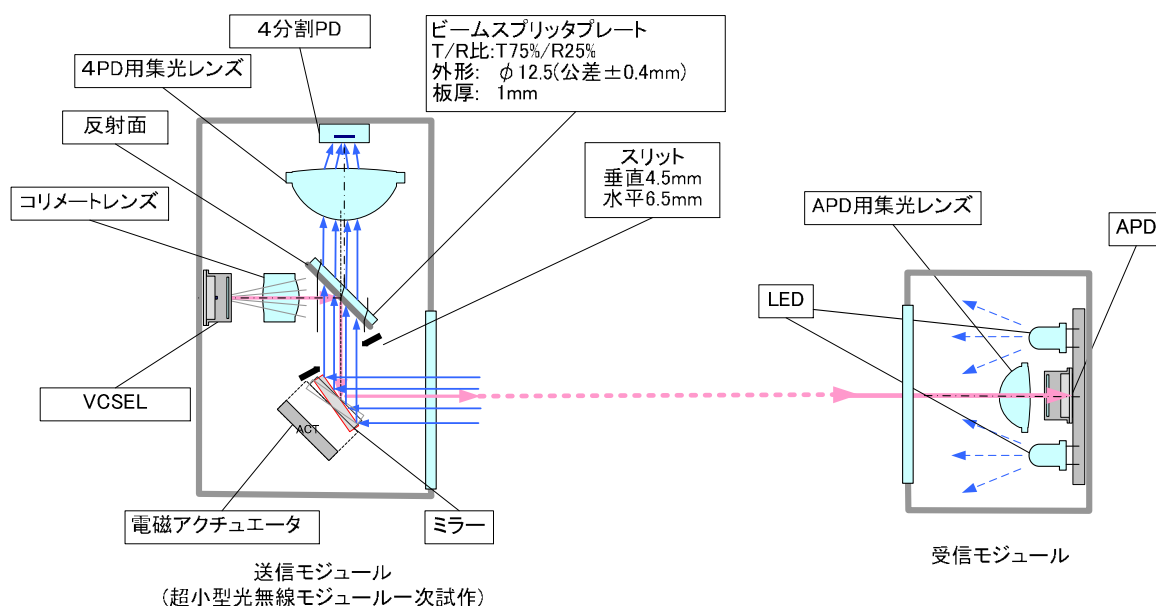 4分割PD
4PD用集光レンズ
反射面
コリメートレンズ
ビームスプリッタプレート
T/R比:T75%/R25%
外形: φ12.5(公差±0.4mm)
板厚: 1mm
スリット
垂直4.5mm
水平6.5mm
APD用集光レンズ
APD
LED
VCSEL
ACT
電磁アクチュエータ
ミラー
送信モジュール
(超小型光無線モジュール一次試作)
受信モジュール